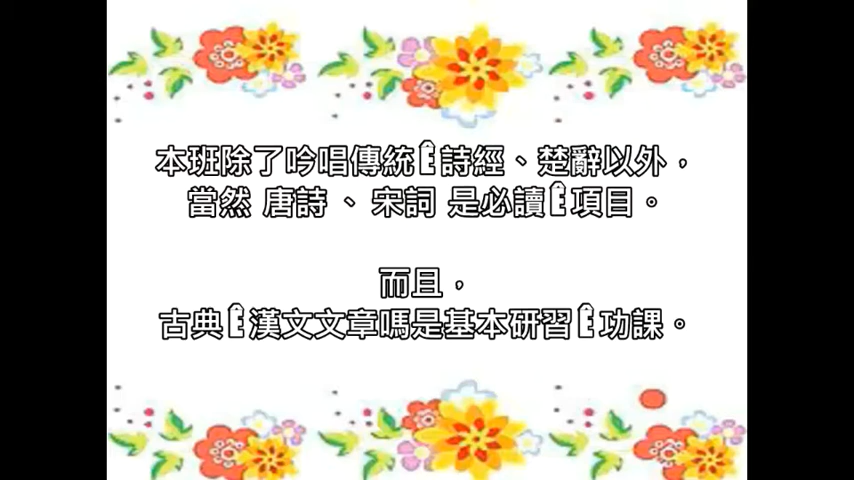 本班除了吟唱傳統Ê詩經、楚辭以外，
當然 唐詩 、 宋詞 是必讀Ê項目。
而且，
古典Ê漢文文章嗎是基本研習Ê功課。